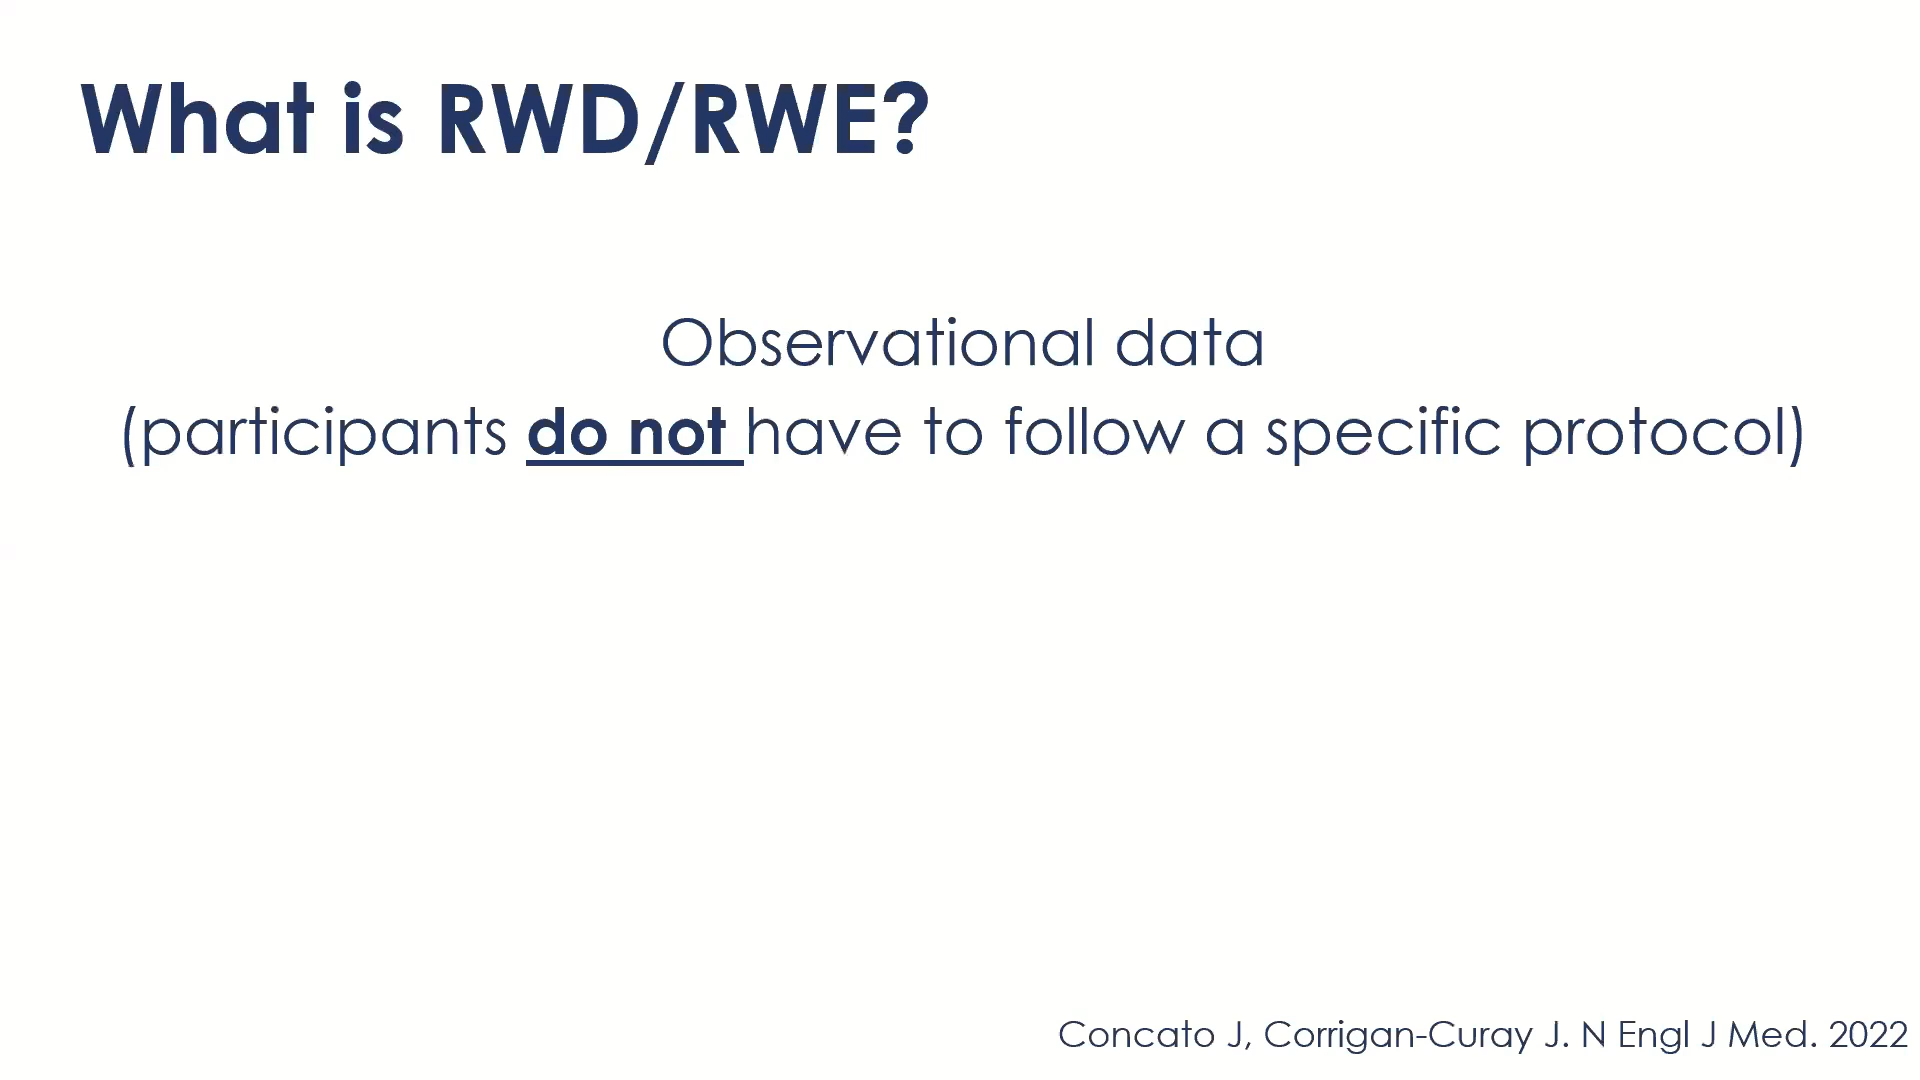 What is RWD/RWE?
Observational data
(participants do not have to follow a specific protocol)
Concato J, Corrigan-Curay J. N Engl J Med. 2022